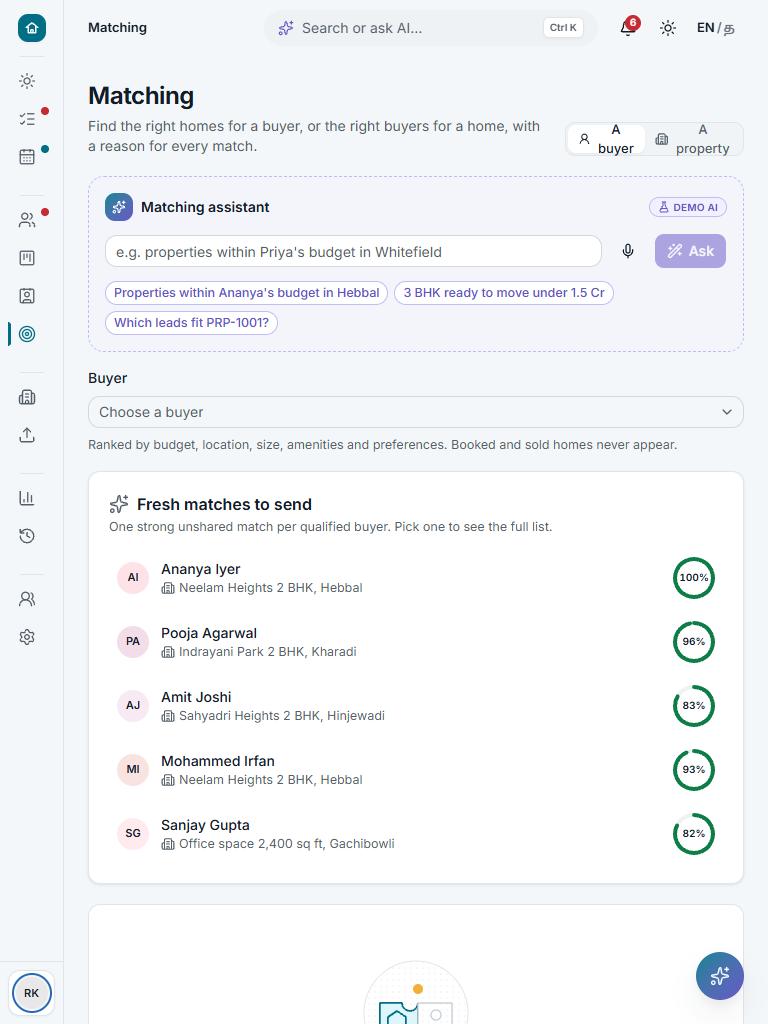 Matching
Search or ask AI...
Ctrl K
6
EN / த
Matching
Find the right homes for a buyer, or the right buyers for a home, with
a reason for every match.
A
buyer
A
property
Matching assistant
DEMO AI
e.g. properties within Priya's budget in Whitefield
Ask
Properties within Ananya's budget in Hebbal
3 BHK ready to move under 1.5 Cr
Which leads fit PRP-1001?
Buyer
Choose a buyer
Ranked by budget, location, size, amenities and preferences. Booked and sold homes never appear.
Fresh matches to send
One strong unshared match per qualified buyer. Pick one to see the full list.
AI
Ananya Iyer
Neelam Heights 2 BHK, Hebbal
100%
PA
Pooja Agarwal
Indrayani Park 2 BHK, Kharadi
96%
AJ
Amit Joshi
Sahyadri Heights 2 BHK, Hinjewadi
83%
MI
Mohammed Irfan
Neelam Heights 2 BHK, Hebbal
93%
SG
Sanjay Gupta
Office space 2,400 sq ft, Gachibowli
82%
RK